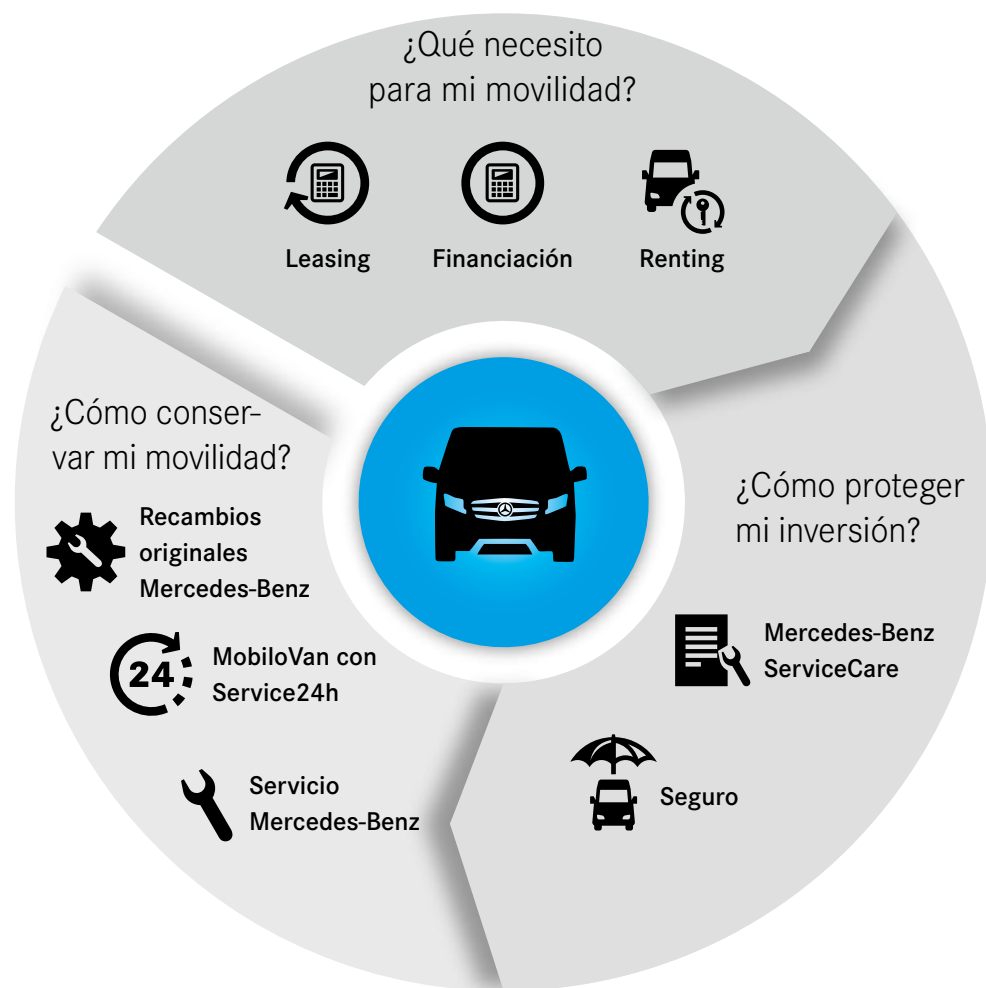 ¿Qué necesito
para mi movilidad?
Leasing
Financiación
Renting
¿Cómo proteger
mi inversión?
Mercedes-Benz
ServiceCare
Seguro
¿Cómo conser-
var mi movilidad?
Recambios
originales
Mercedes-Benz
24
MobiloVan con
Service24h
Servicio
Mercedes-Benz